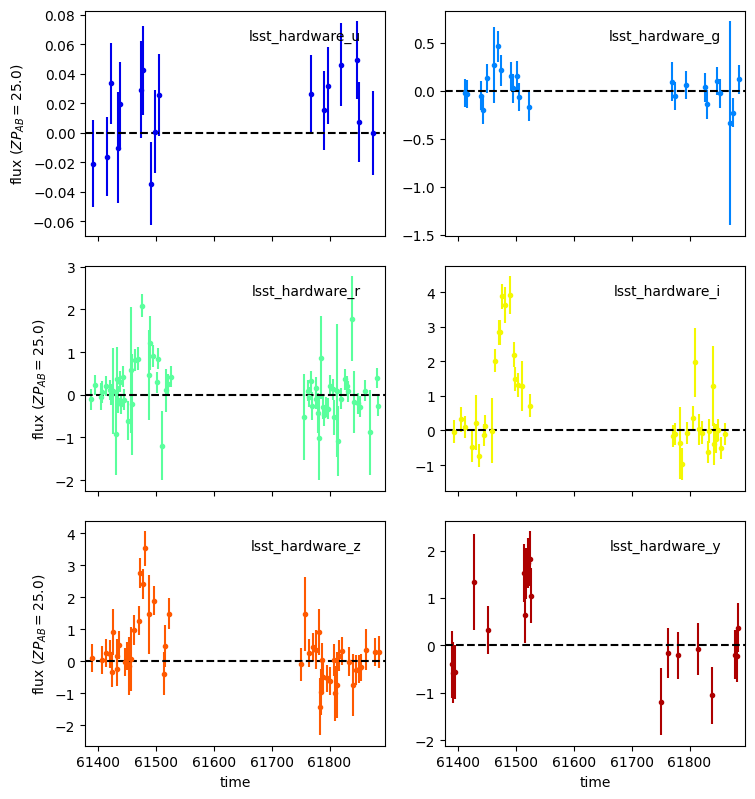 lsst_hardware_u
0.08
0.06
0.04
0.02
0.00
−0.02
−0.04
−0.06
flux (ZP_AB = 25.0)
lsst_hardware_g
0.5
0.0
−0.5
−1.0
−1.5
lsst_hardware_r
3
2
1
0
−1
−2
flux (ZP_AB = 25.0)
lsst_hardware_i
4
3
2
1
0
−1
lsst_hardware_z
4
3
2
1
0
−1
−2
flux (ZP_AB = 25.0)
61400 61500 61600 61700 61800
time
lsst_hardware_y
2
1
0
−1
−2
61400 61500 61600 61700 61800
time